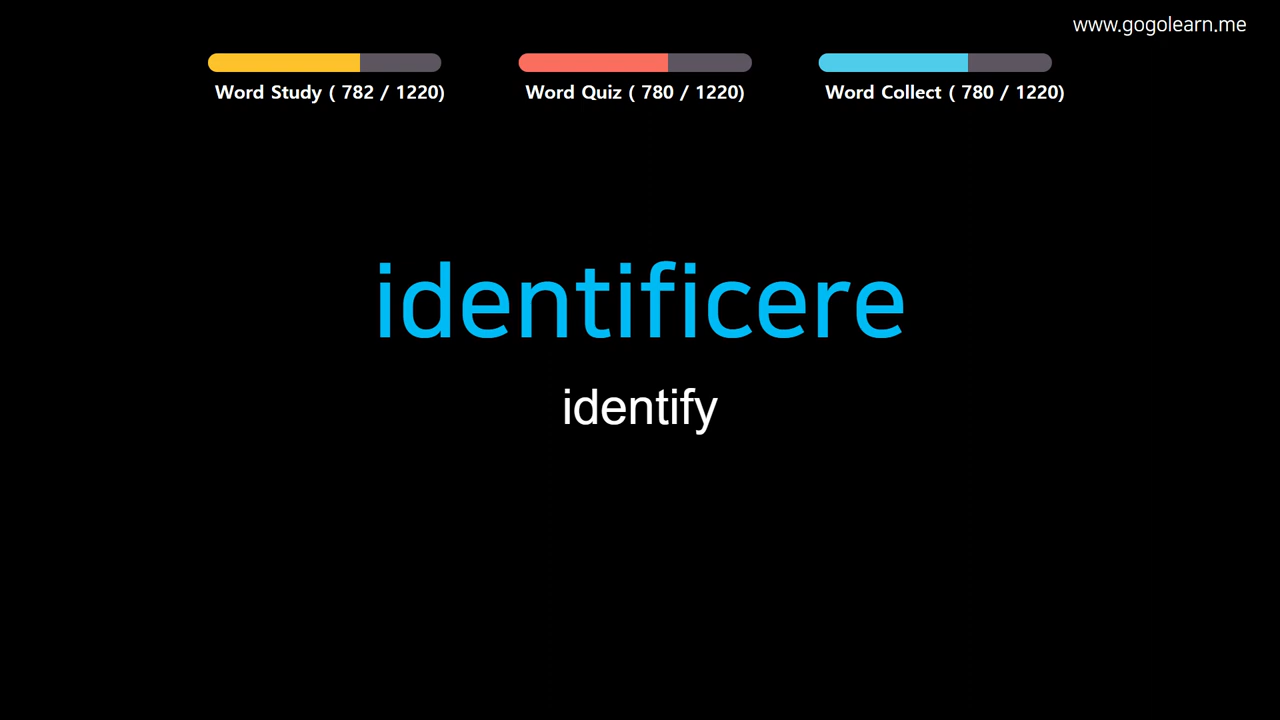 www.gogolearn.me
Word Study ( 782 / 1220)
Word Quiz ( 780 / 1220)
Word Collect ( 780 / 1220)
identificere
identify